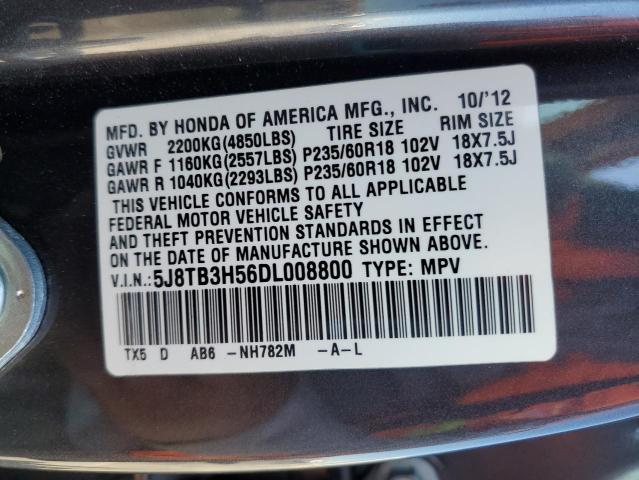 MFD. BY HONDA OF AMERICA MFG., INC. 10/'12
GVWR 2200KG(4850LBS) TIRE SIZE RIM SIZE
GAWR F 1160KG(2557LBS) P235/60R18 102V 18X7.5J
GAWR R 1040KG(2293LBS) P235/60R18 102V 18X7.5J
THIS VEHICLE CONFORMS TO ALL APPLICABLE
FEDERAL MOTOR VEHICLE SAFETY
AND THEFT PREVENTION STANDARDS IN EFFECT
ON THE DATE OF MANUFACTURE SHOWN ABOVE.
V.I.N.:5J8TB3H56DL008800 TYPE: MPV
TX5 D AB6 -NH782M -A-L